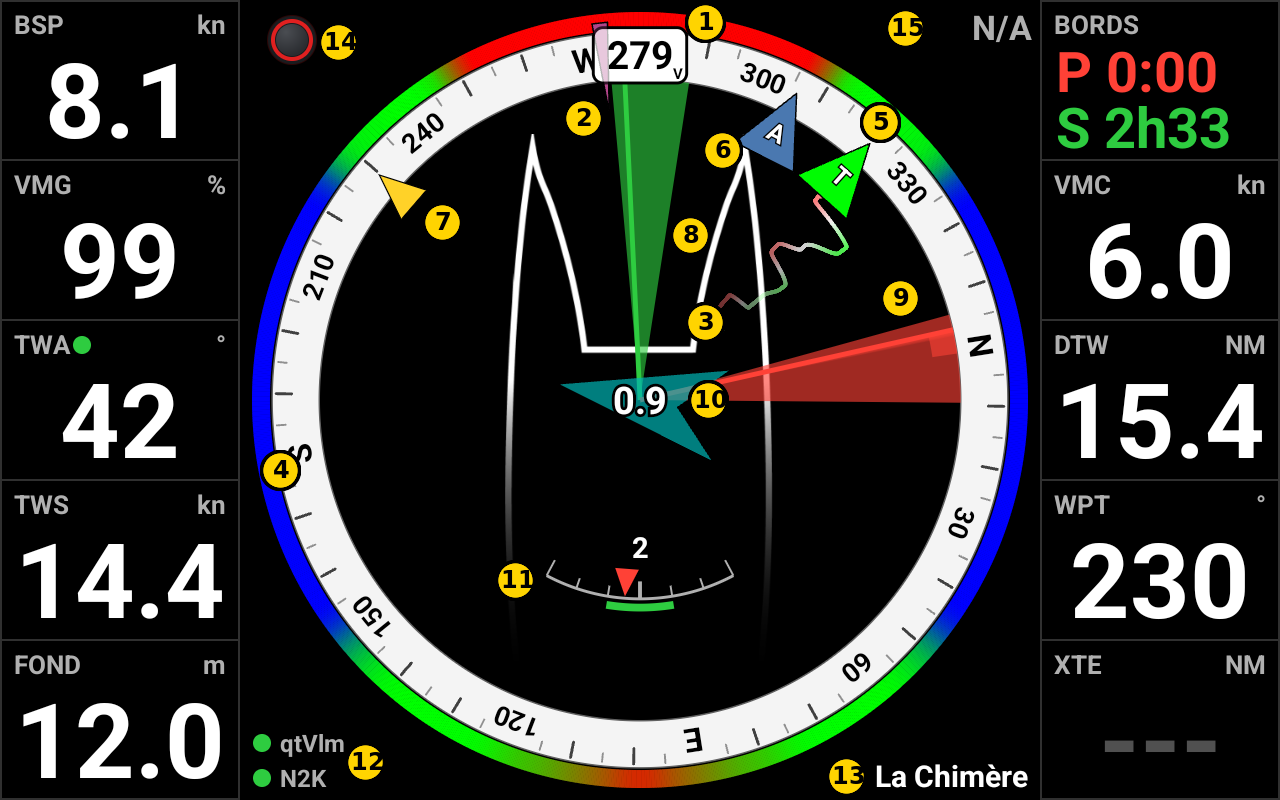 BSP kn
8.1
VMG %
99
TWA °
42
TWS kn
14.4
FOND m
12.0
14
1
15
N/A
W
279 v
300
240
2
6
A
5
T
330
7
210
8
3
9
N
0.9
10
S
4
2
11
30
150
60
120
E
qtVlm
N2K
12
13
La Chimère
BORDS
P 0:00
S 2h33
VMC kn
6.0
DTW NM
15.4
WPT °
230
XTE NM
---